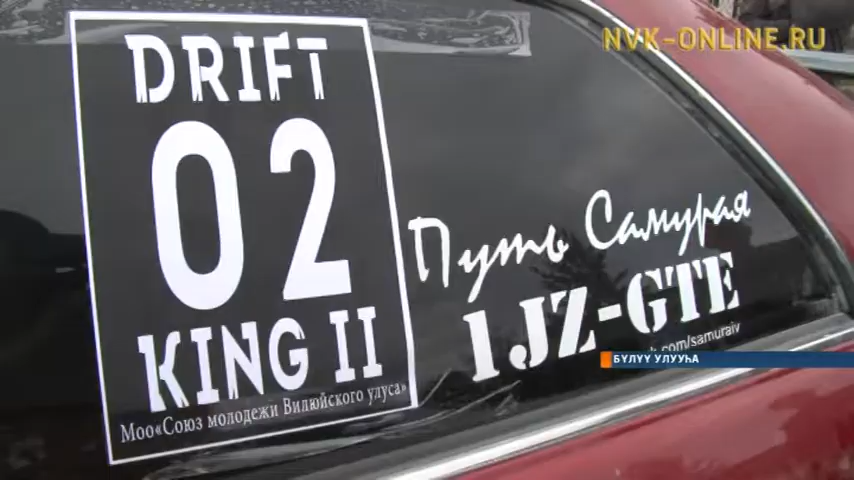 NVK-ONLINE.RU
DRIFT
02
KING II
Моо«Союз молодежи Вилюйского улуса»
Путь Самурая
1JZ-GTE
k.com/samuraiv
БҮЛҮҮ УЛУУҺА